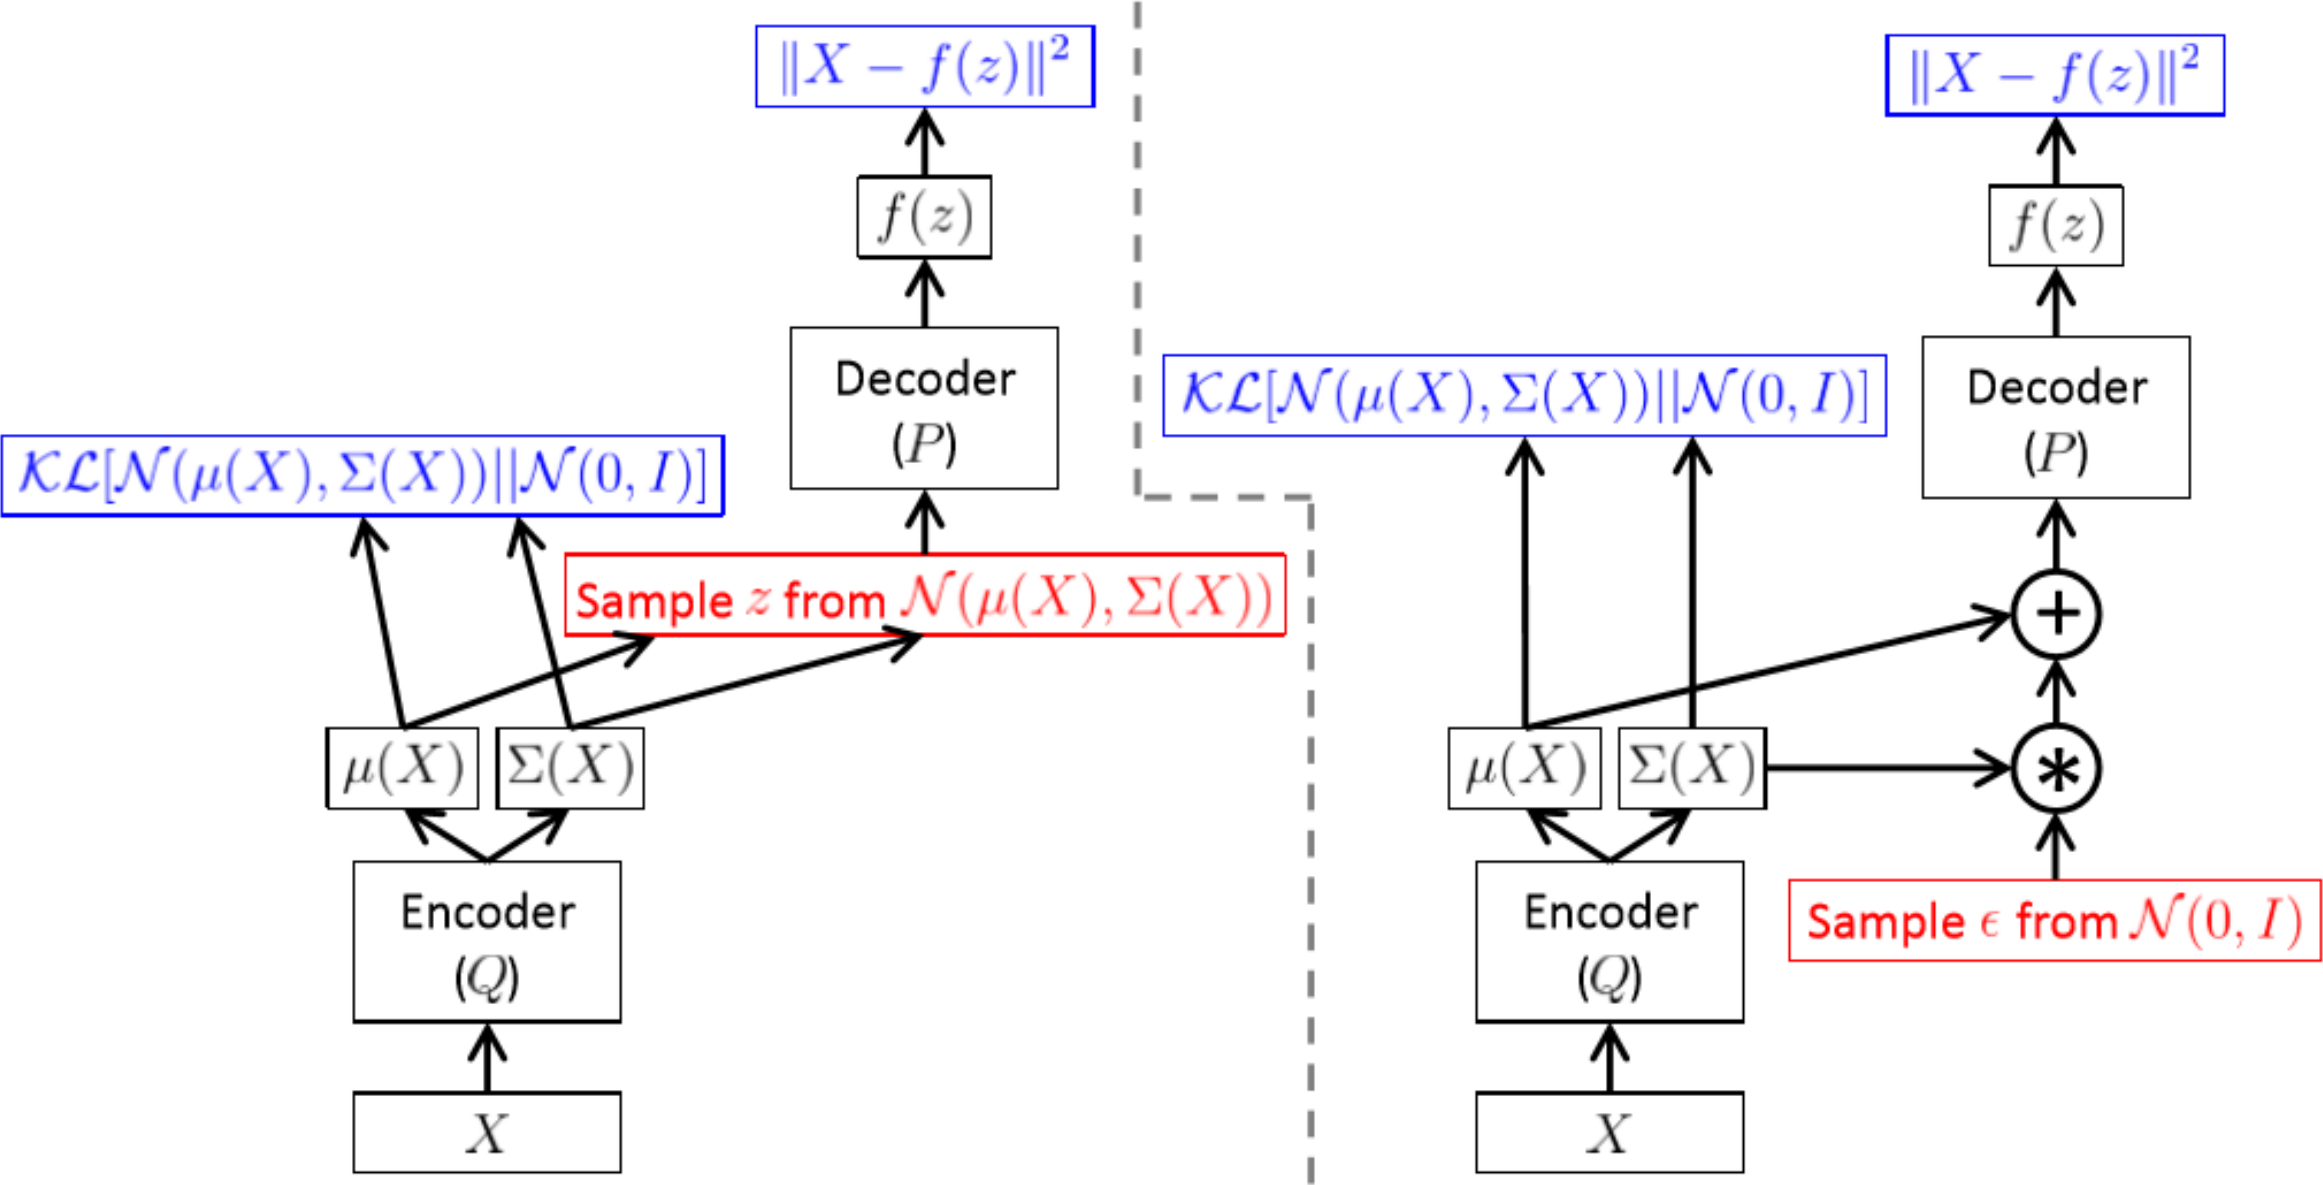 ‖X − f(z)‖²
f(z)
Decoder
(P)
𝒦ℒ[𝒩(μ(X), Σ(X))||𝒩(0, I)]
Sample z from 𝒩(μ(X), Σ(X))
μ(X)
Σ(X)
Encoder
(Q)
X
‖X − f(z)‖²
f(z)
Decoder
(P)
𝒦ℒ[𝒩(μ(X), Σ(X))||𝒩(0, I)]
+
μ(X)
Σ(X)
*
Encoder
(Q)
Sample ϵ from 𝒩(0, I)
X